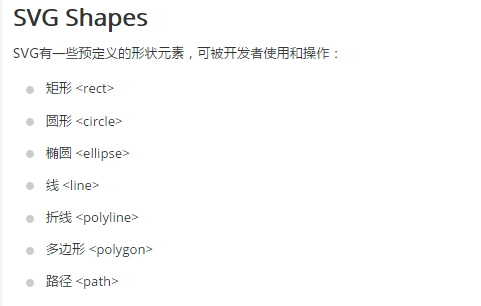 SVG Shapes
SVG有一些预定义的形状元素，可被开发者使用和操作：
矩形 <rect>
圆形 <circle>
椭圆 <ellipse>
线 <line>
折线 <polyline>
多边形 <polygon>
路径 <path>